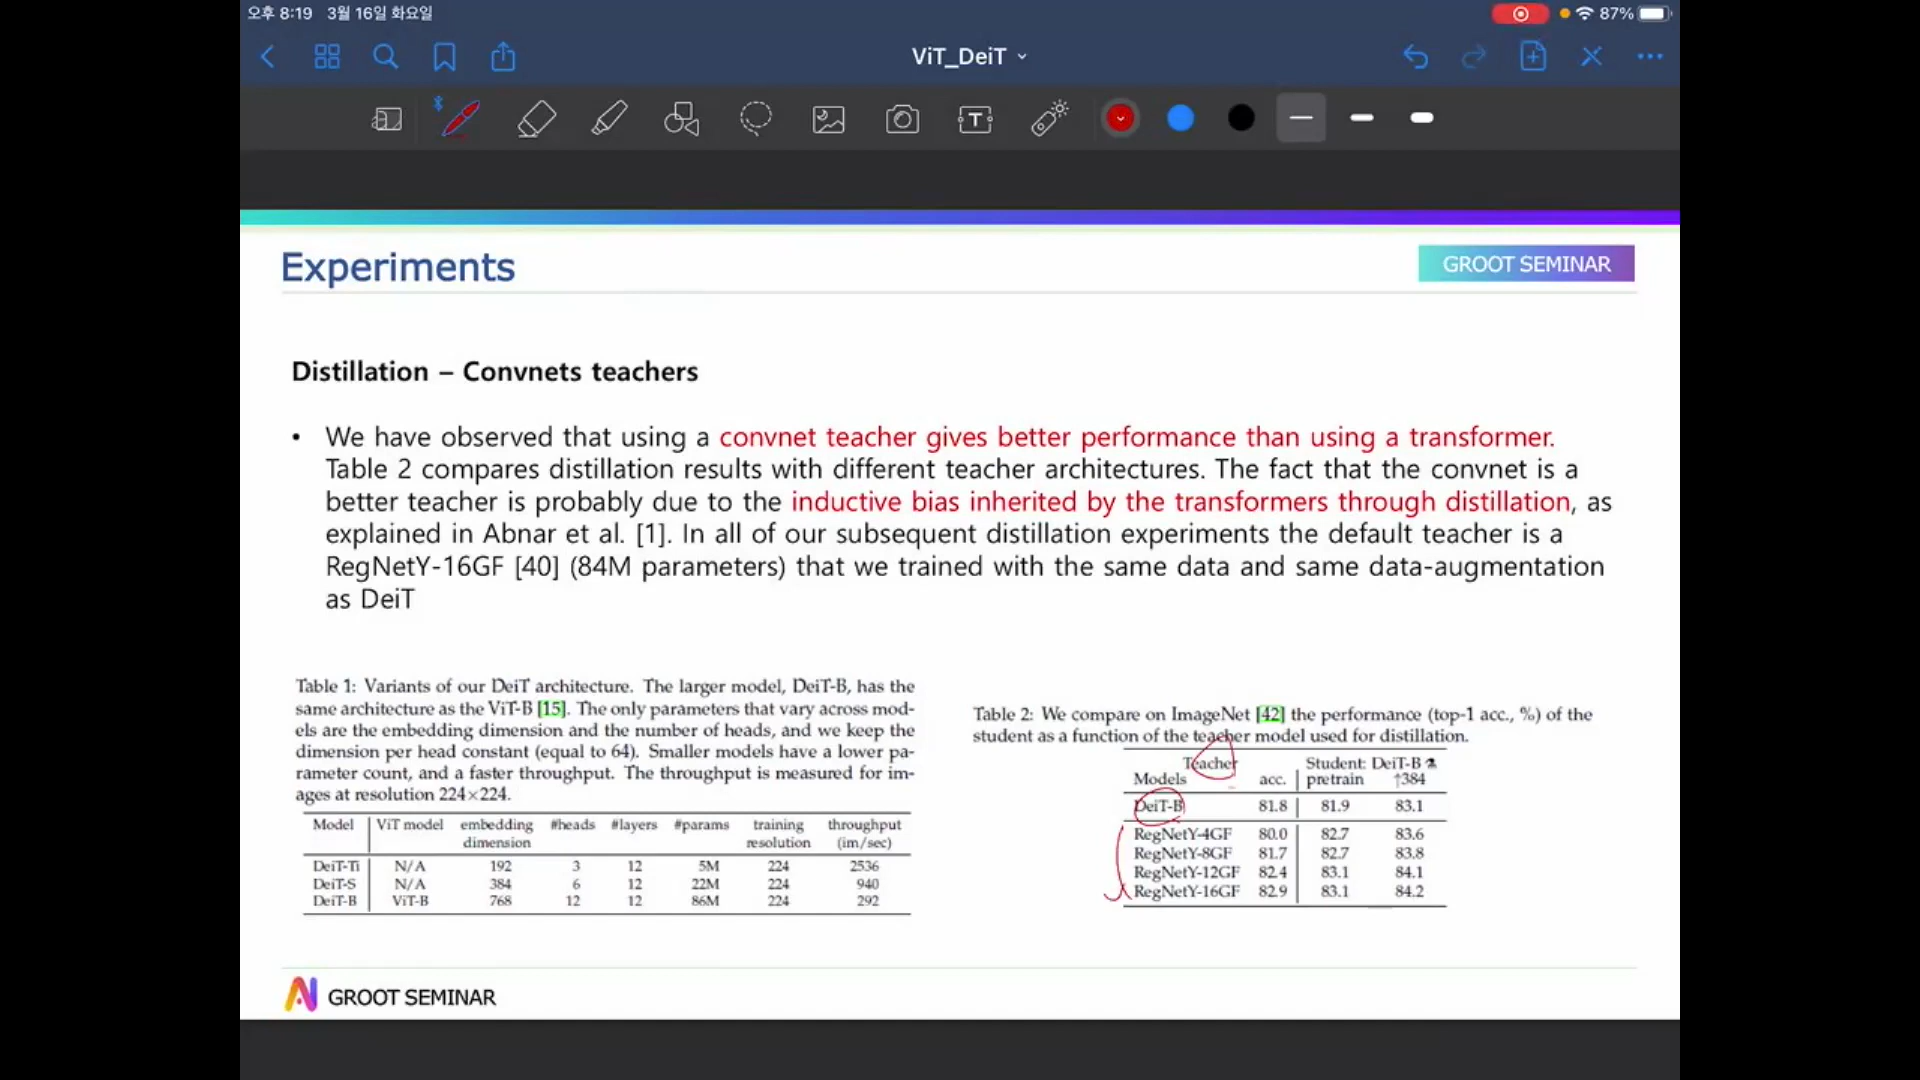 오후 8:19 3월 16일 화요일
87%
ViT_DeiT
T
Experiments
GROOT SEMINAR
Distillation – Convnets teachers
• We have observed that using a convnet teacher gives better performance than using a transformer.
Table 2 compares distillation results with different teacher architectures. The fact that the convnet is a
better teacher is probably due to the inductive bias inherited by the transformers through distillation, as
explained in Abnar et al. [1]. In all of our subsequent distillation experiments the default teacher is a
RegNetY-16GF [40] (84M parameters) that we trained with the same data and same data-augmentation
as DeiT
Table 1: Variants of our DeiT architecture. The larger model, DeiT-B, has the
same architecture as the ViT-B [15]. The only parameters that vary across mod-
els are the embedding dimension and the number of heads, and we keep the
dimension per head constant (equal to 64). Smaller models have a lower pa-
rameter count, and a faster throughput. The throughput is measured for im-
ages at resolution 224×224.
Model ViT model embedding #heads #layers #params training throughput
dimension resolution (im/sec)
DeiT-Ti N/A 192 3 12 5M 224 2536
DeiT-S N/A 384 6 12 22M 224 940
DeiT-B ViT-B 768 12 12 86M 224 292
Table 2: We compare on ImageNet [42] the performance (top-1 acc., %) of the
student as a function of the teacher model used for distillation.
Teacher Student: DeiT-B⚗
Models acc. pretrain ↑384
DeiT-B 81.8 81.9 83.1
RegNetY-4GF 80.0 82.7 83.6
RegNetY-8GF 81.7 82.7 83.8
RegNetY-12GF 82.4 83.1 84.1
RegNetY-16GF 82.9 83.1 84.2
GROOT SEMINAR